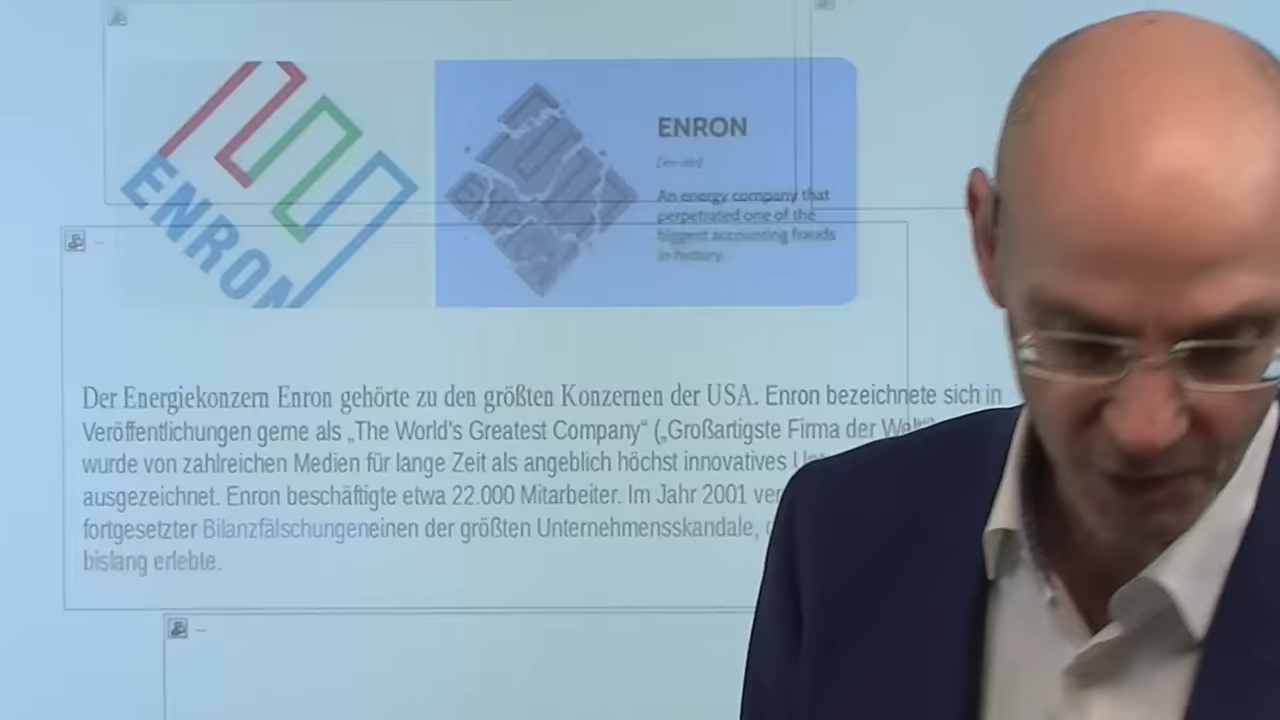 ENRON
ENRON
An energy company that
perpetrated one of the
biggest accounting frauds
in history.
Der Energiekonzern Enron gehörte zu den größten Konzernen der USA. Enron bezeichnete sich in
Veröffentlichungen gerne als „The World's Greatest Company“ („Großartigste Firma der Welt“
wurde von zahlreichen Medien für lange Zeit als angeblich höchst innovatives
ausgezeichnet. Enron beschäftigte etwa 22.000 Mitarbeiter. Im Jahr 2001
fortgesetzter Bilanzfälschungeneinen der größten Unternehmensskandale,
bislang erlebte.